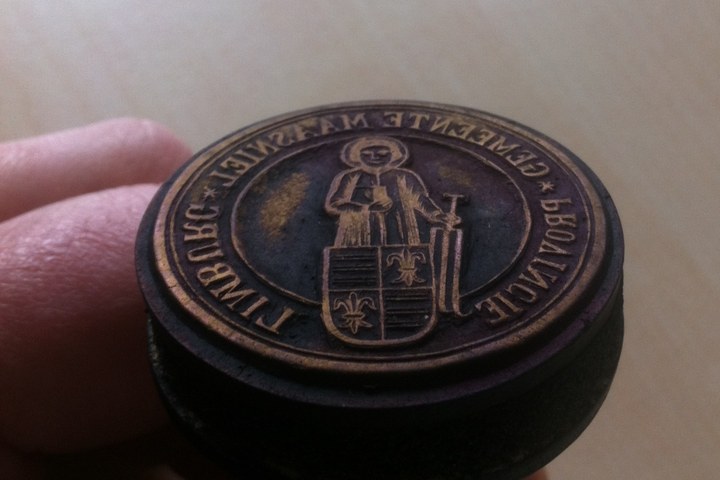 GEMEENTE MAASNIEL
* PROVINCIE LIMBURG *